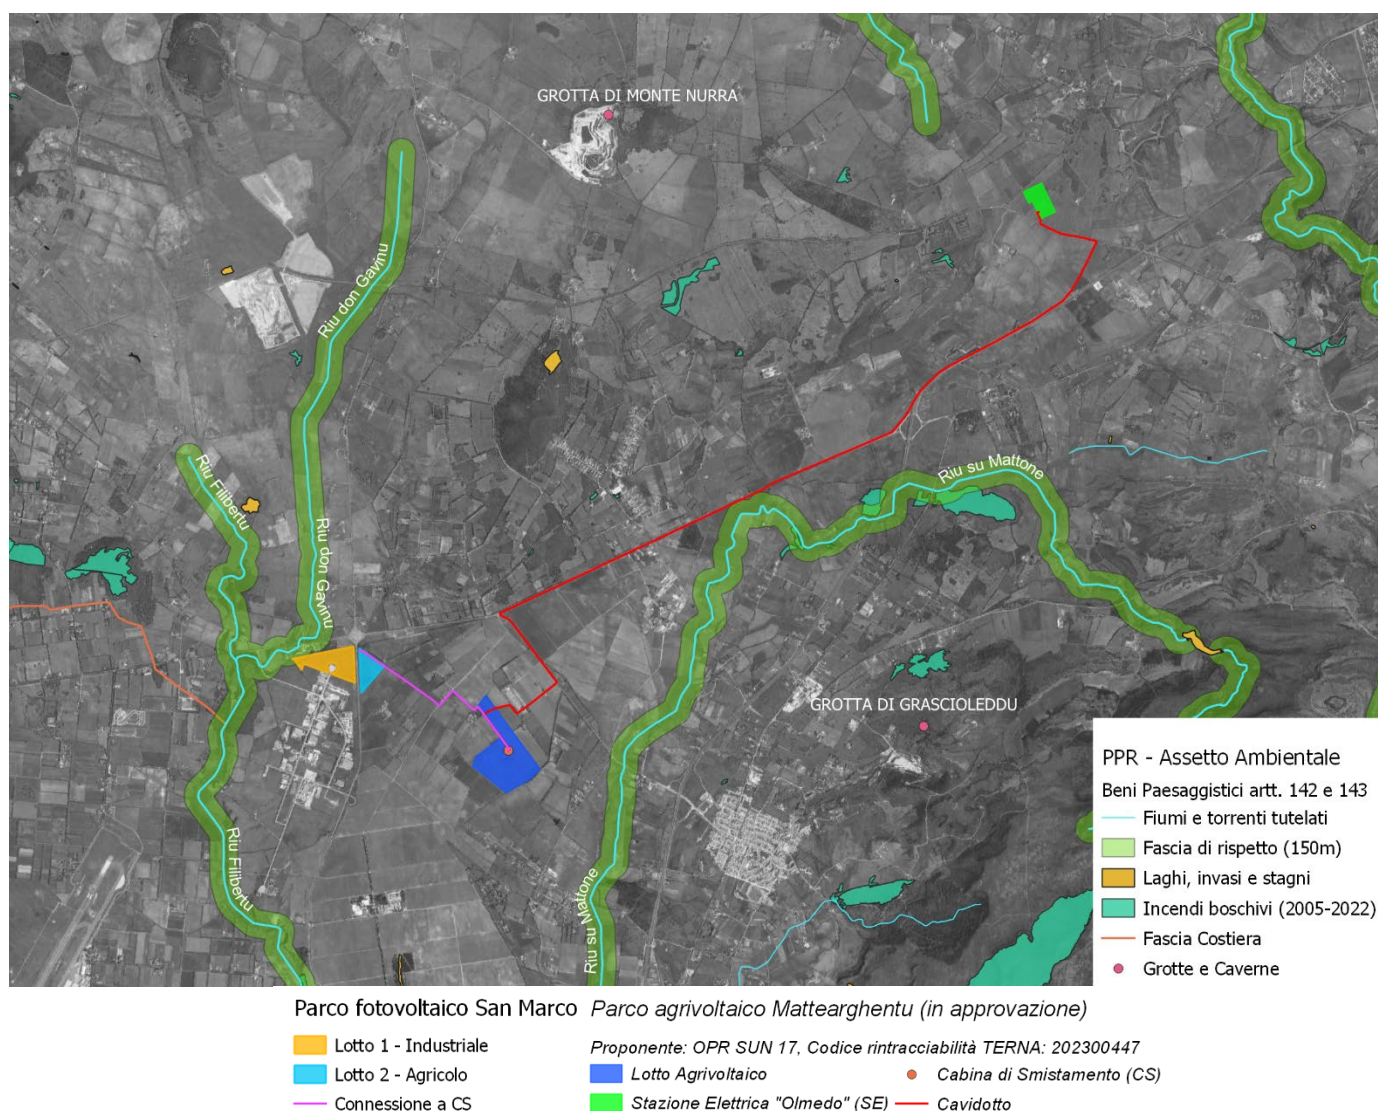 GROTTA DI MONTE NURRA
Riu don Gavinu
Riu Filibertu
Riu don Gavinu
Riu su Mattone
GROTTA DI GRASCIOLEDDU
Riu Filibertu
Riu su Mattone
PPR - Assetto Ambientale
Beni Paesaggistici artt. 142 e 143
Fiumi e torrenti tutelati
Fascia di rispetto (150m)
Laghi, invasi e stagni
Incendi boschivi (2005-2022)
Fascia Costiera
Grotte e Caverne
Parco fotovoltaico San Marco
Lotto 1 - Industriale
Lotto 2 - Agricolo
Connessione a CS
Parco agrivoltaico Mattearghentu (in approvazione)
Proponente: OPR SUN 17, Codice rintracciabilità TERNA: 202300447
Lotto Agrivoltaico
Cabina di Smistamento (CS)
Stazione Elettrica "Olmedo" (SE)
Cavidotto